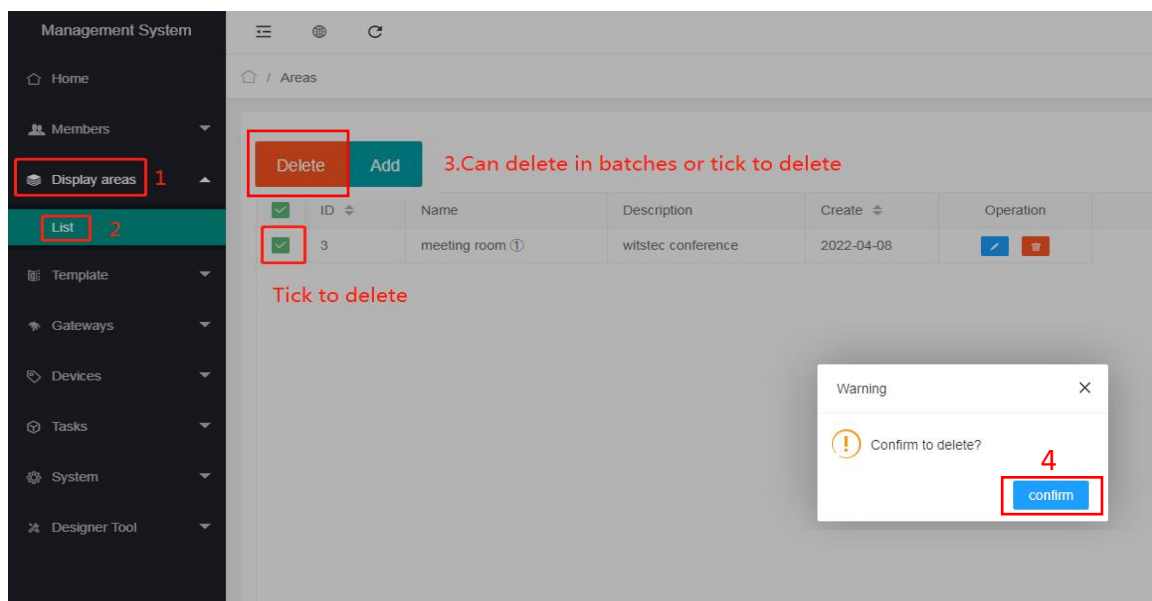 Management System
Home
/ Areas
Members
Display areas 1
Delete Add 3.Can delete in batches or tick to delete
ID Name Description Create Operation
List 2
3 meeting room ① witstec conference 2022-04-08
Template
Tick to delete
Gateways
Devices
Warning
Tasks
Confirm to delete?
4
System
confirm
Designer Tool